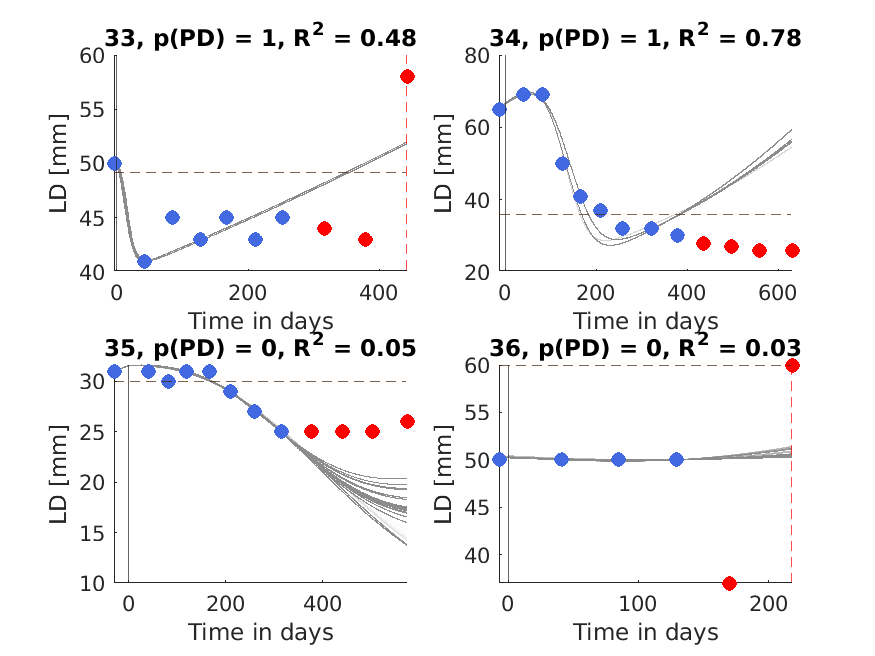 33, p(PD) = 1, R² = 0.48
60
55
50
45
40
LD [mm]
0
200
400
Time in days
34, p(PD) = 1, R² = 0.78
80
60
40
20
LD [mm]
0
200
400
600
Time in days
35, p(PD) = 0, R² = 0.05
30
25
20
15
10
LD [mm]
0
200
400
Time in days
36, p(PD) = 0, R² = 0.03
60
55
50
45
40
LD [mm]
0
100
200
Time in days